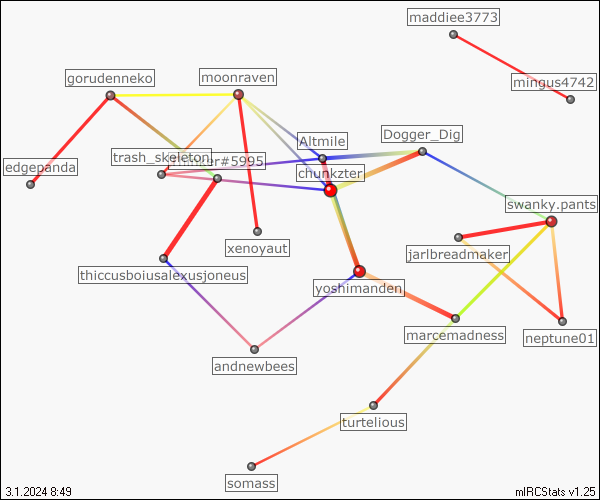 maddiee3773
gorudenneko
moonraven
mingus4742
Altmile
Dogger_Dig
trash_skeleton
#5995
edgepanda
chunkzter
swanky.pants
xenoyaut
jarlbreadmaker
thiccusboiusalexusjoneus
yoshimanden
marcemadness
neptune01
andnewbees
turtelious
somass
3.1.2024 8:49
mIRCStats v1.25